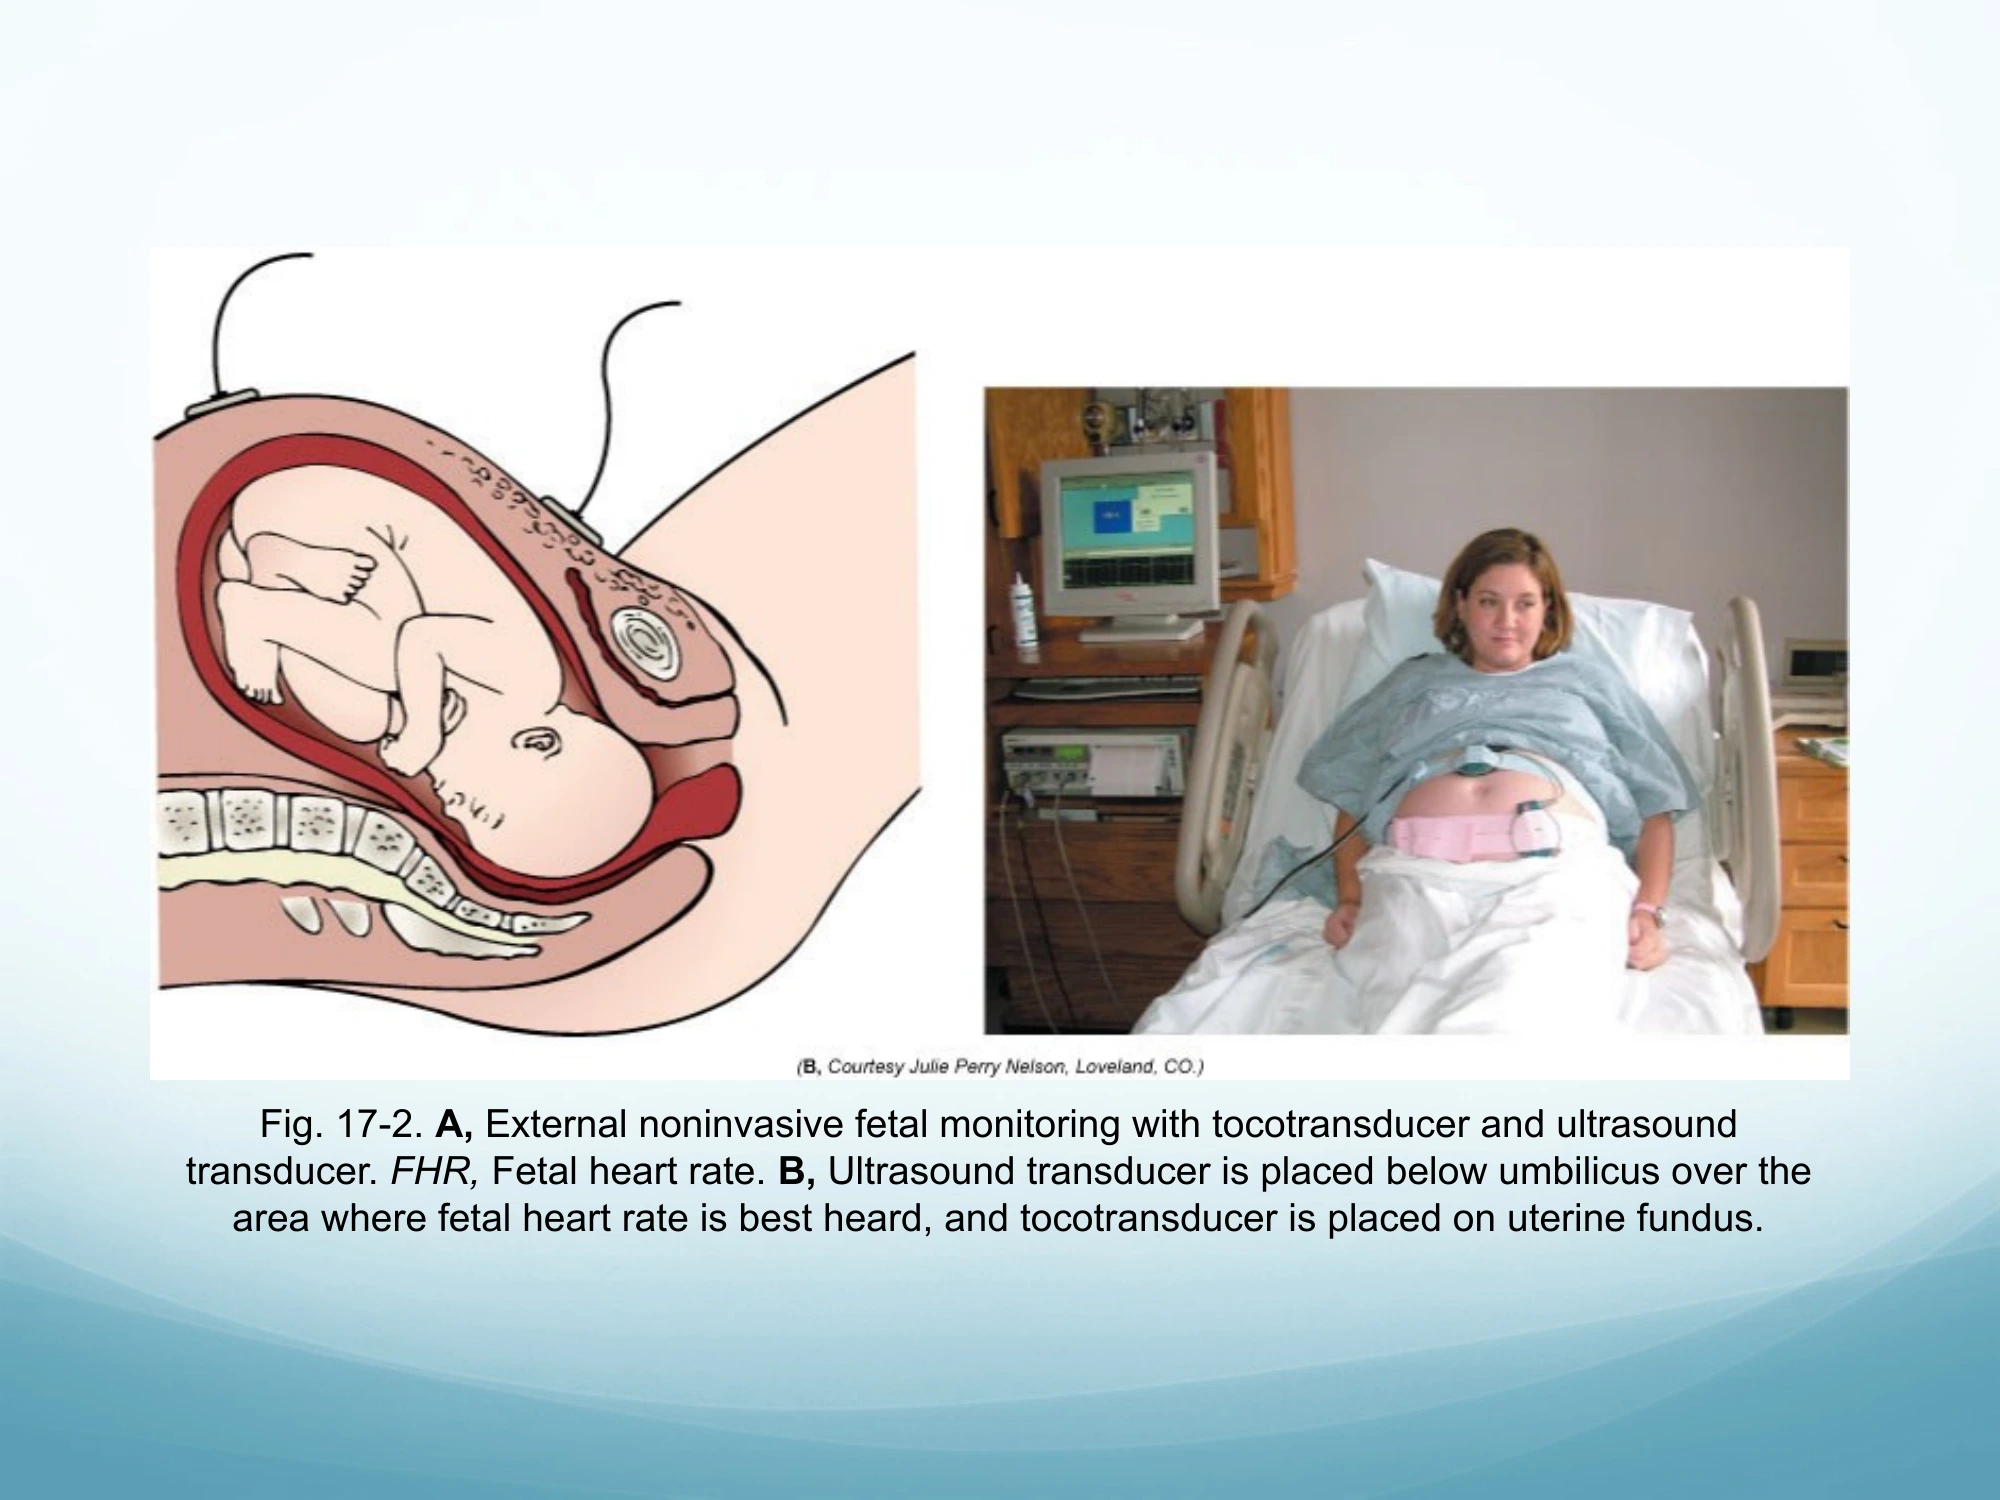 (B, Courtesy Julie Perry Nelson, Loveland, CO.)
Fig. 17-2. A, External noninvasive fetal monitoring with tocotransducer and ultrasound
transducer. FHR, Fetal heart rate. B, Ultrasound transducer is placed below umbilicus over the
area where fetal heart rate is best heard, and tocotransducer is placed on uterine fundus.